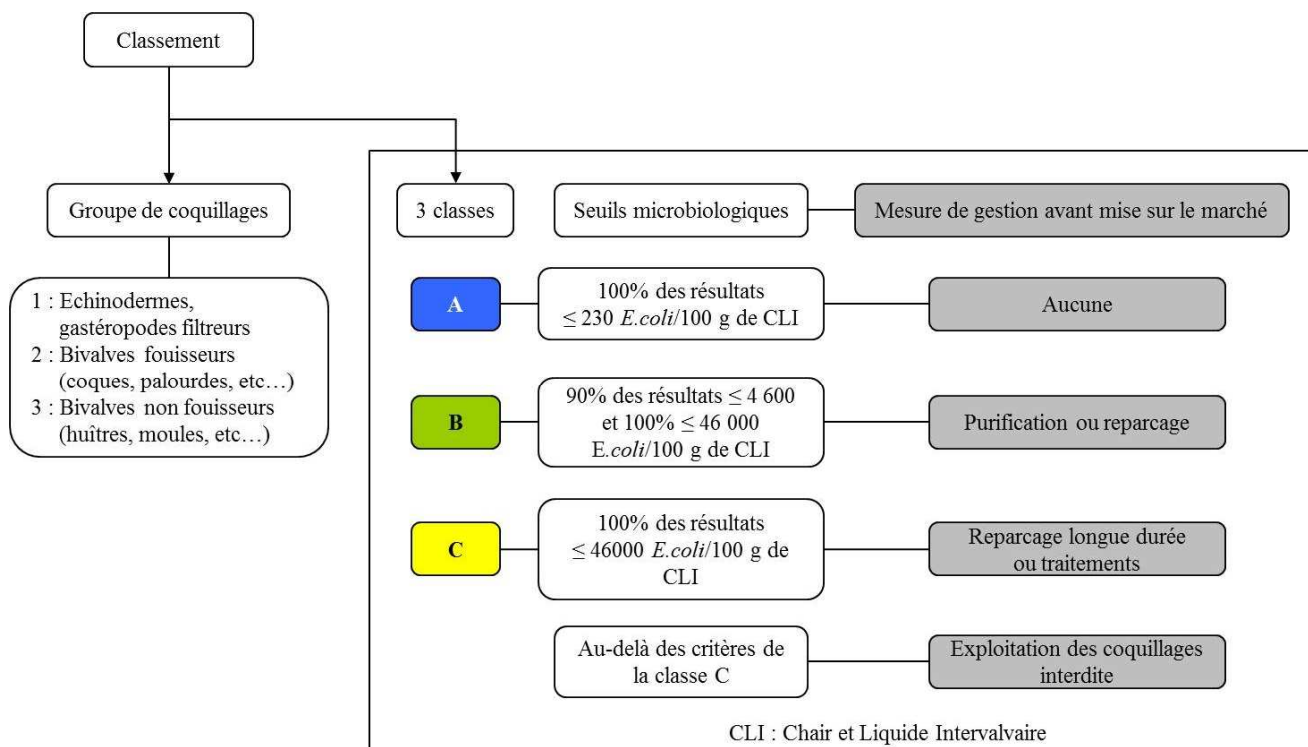 Classement
Groupe de coquillages
1 : Echinodermes,
gastéropodes filtreurs
2 : Bivalves fouisseurs
(coques, palourdes, etc…)
3 : Bivalves non fouisseurs
(huîtres, moules, etc…)
3 classes
Seuils microbiologiques
Mesure de gestion avant mise sur le marché
A
100% des résultats
≤ 230 E.coli/100 g de CLI
Aucune
B
90% des résultats ≤ 4 600
et 100% ≤ 46 000
E.coli/100 g de CLI
Purification ou reparcage
C
100% des résultats
≤ 46000 E.coli/100 g de
CLI
Reparcage longue durée
ou traitements
Au-delà des critères de
la classe C
Exploitation des coquillages
interdite
CLI : Chair et Liquide Intervalvaire